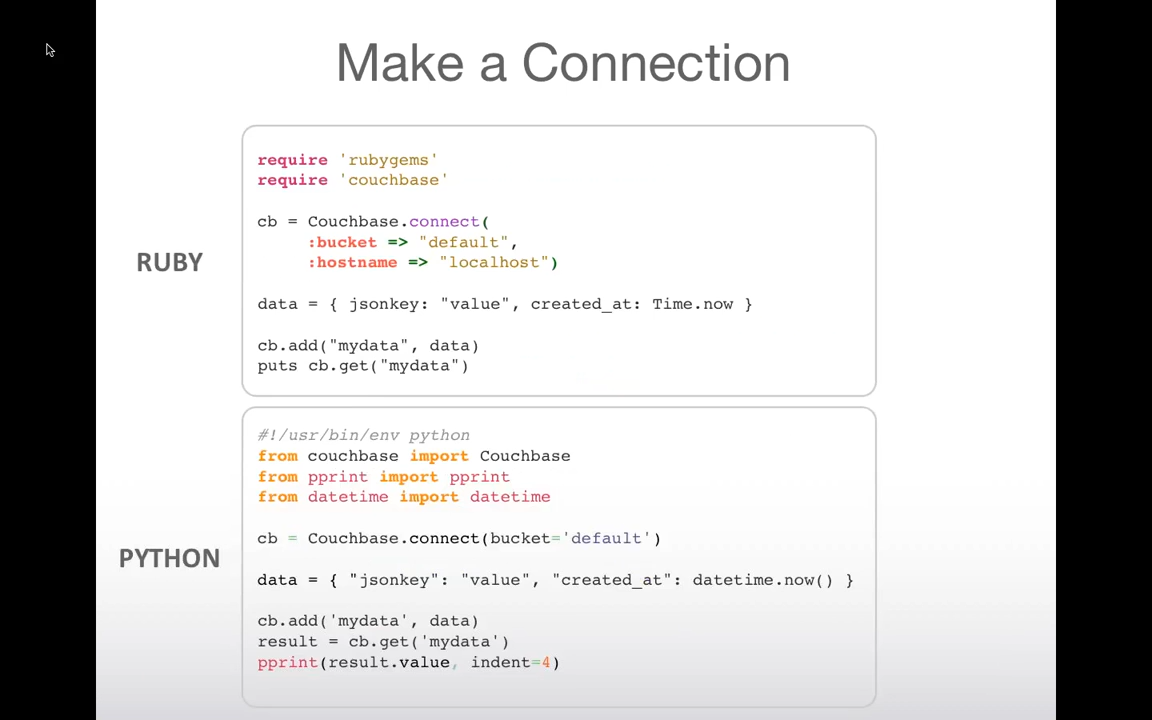 Make a Connection
RUBY
require 'rubygems'
require 'couchbase'
cb = Couchbase.connect(
:bucket => "default",
:hostname => "localhost")
data = { jsonkey: "value", created_at: Time.now }
cb.add("mydata", data)
puts cb.get("mydata")
PYTHON
#!/usr/bin/env python
from couchbase import Couchbase
from pprint import pprint
from datetime import datetime
cb = Couchbase.connect(bucket='default')
data = { "jsonkey": "value", "created_at": datetime.now() }
cb.add('mydata', data)
result = cb.get('mydata')
pprint(result.value, indent=4)